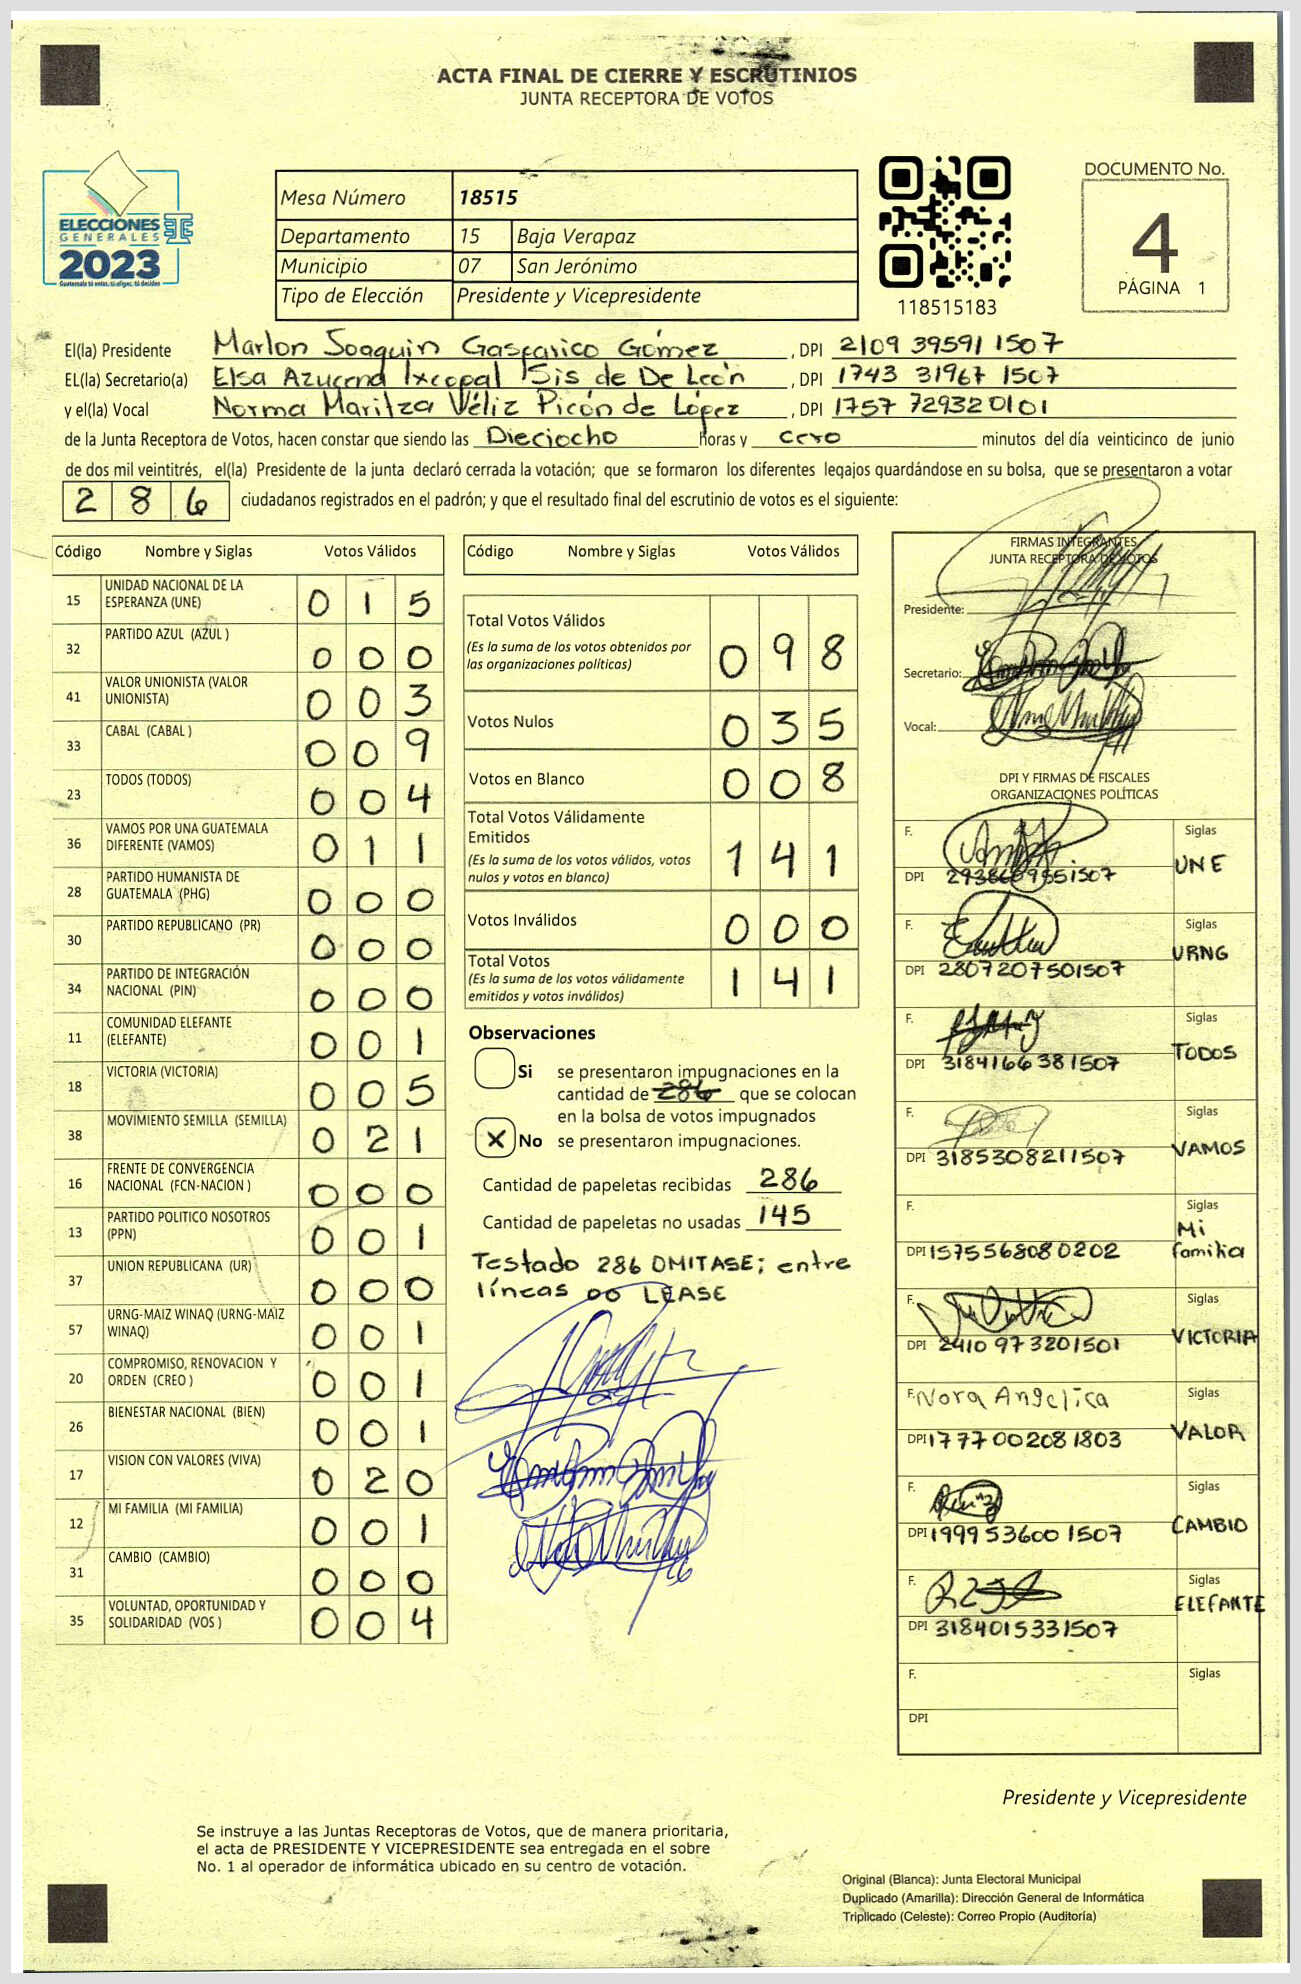 ACTA FINAL DE CIERRE Y ESCRUTINIOS
JUNTA RECEPTORA DE VOTOS
ELECCIONES
GENERALES
2023
Guatemala tú votas, tú eliges, tú decides
Mesa Número 18515
Departamento 15 Baja Verapaz
Municipio 07 San Jerónimo
Tipo de Elección Presidente y Vicepresidente
118515183
DOCUMENTO No.
4
PÁGINA 1
El(la) Presidente Marlon Joaquin Gasparico Gómez, DPI 2109 39591 1507
EL(la) Secretario(a) Elsa Azucena Ixcopal Sis de De León, DPI 1743 31967 1507
y el(la) Vocal Norma Maritza Véliz Picón de López, DPI 1757 72932 0101
de la Junta Receptora de Votos, hacen constar que siendo las Dieciocho horas y cero minutos del día veinticinco de junio
de dos mil veintitrés, el(la) Presidente de la junta declaró cerrada la votación; que se formaron los diferentes legajos guardándose en su bolsa, que se presentaron a votar
286 ciudadanos registrados en el padrón; y que el resultado final del escrutinio de votos es el siguiente:
Código Nombre y Siglas Votos Válidos
15 UNIDAD NACIONAL DE LA ESPERANZA (UNE) 0 1 5
32 PARTIDO AZUL (AZUL ) 0 0 0
41 VALOR UNIONISTA (VALOR UNIONISTA) 0 0 3
33 CABAL (CABAL ) 0 0 9
23 TODOS (TODOS) 0 0 4
36 VAMOS POR UNA GUATEMALA DIFERENTE (VAMOS) 0 1 1
28 PARTIDO HUMANISTA DE GUATEMALA (PHG) 0 0 0
30 PARTIDO REPUBLICANO (PR) 0 0 0
34 PARTIDO DE INTEGRACIÓN NACIONAL (PIN) 0 0 0
11 COMUNIDAD ELEFANTE (ELEFANTE) 0 0 1
18 VICTORIA (VICTORIA) 0 0 5
38 MOVIMIENTO SEMILLA (SEMILLA) 0 2 1
16 FRENTE DE CONVERGENCIA NACIONAL (FCN-NACION ) 0 0 0
13 PARTIDO POLITICO NOSOTROS (PPN) 0 0 1
37 UNION REPUBLICANA (UR) 0 0 0
57 URNG-MAIZ WINAQ (URNG-MAIZ WINAQ) 0 0 1
20 COMPROMISO, RENOVACION Y ORDEN (CREO ) 0 0 1
26 BIENESTAR NACIONAL (BIEN) 0 0 1
17 VISION CON VALORES (VIVA) 0 2 0
12 MI FAMILIA (MI FAMILIA) 0 0 1
31 CAMBIO (CAMBIO) 0 0 0
35 VOLUNTAD, OPORTUNIDAD Y SOLIDARIDAD (VOS ) 0 0 4
Código Nombre y Siglas Votos Válidos
Total Votos Válidos 0 9 8
(Es la suma de los votos obtenidos por
las organizaciones políticas)
Votos Nulos 0 3 5
Votos en Blanco 0 0 8
Total Votos Válidamente
Emitidos 1 4 1
(Es la suma de los votos válidos, votos
nulos y votos en blanco)
Votos Inválidos 0 0 0
Total Votos 1 4 1
(Es la suma de los votos válidamente
emitidos y votos inválidos)
Observaciones
Si se presentaron impugnaciones en la
cantidad de 286 que se colocan
en la bolsa de votos impugnados
X No se presentaron impugnaciones.
Cantidad de papeletas recibidas 286
Cantidad de papeletas no usadas 145
Testado 286 OMITASE; entre
líneas 00 LEASE
FIRMAS INTEGRANTES
JUNTA RECEPTORA DE VOTOS
Presidente:
Secretario:
Vocal:
DPI Y FIRMAS DE FISCALES
ORGANIZACIONES POLÍTICAS
F. Siglas
DPI UNE
F. Siglas
DPI 2807207501507 URNG
F. Siglas
DPI 3184166381507 TODOS
F. Siglas
DPI 3185308211507 VAMOS
F. Siglas
DPI 1575568080202 Mi familia
F. Siglas
DPI 2410973201501 VICTORIA
F. Nora Angelica Siglas
DPI 1777002081803 VALOR
F. Siglas
DPI 1999536001507 CAMBIO
F. Siglas
DPI 3184015331507 ELEFANTE
F. Siglas
DPI
Presidente y Vicepresidente
Se instruye a las Juntas Receptoras de Votos, que de manera prioritaria,
el acta de PRESIDENTE Y VICEPRESIDENTE sea entregada en el sobre
No. 1 al operador de informática ubicado en su centro de votación.
Original (Blanca): Junta Electoral Municipal
Duplicado (Amarilla): Dirección General de Informática
Triplicado (Celeste): Correo Propio (Auditoría)